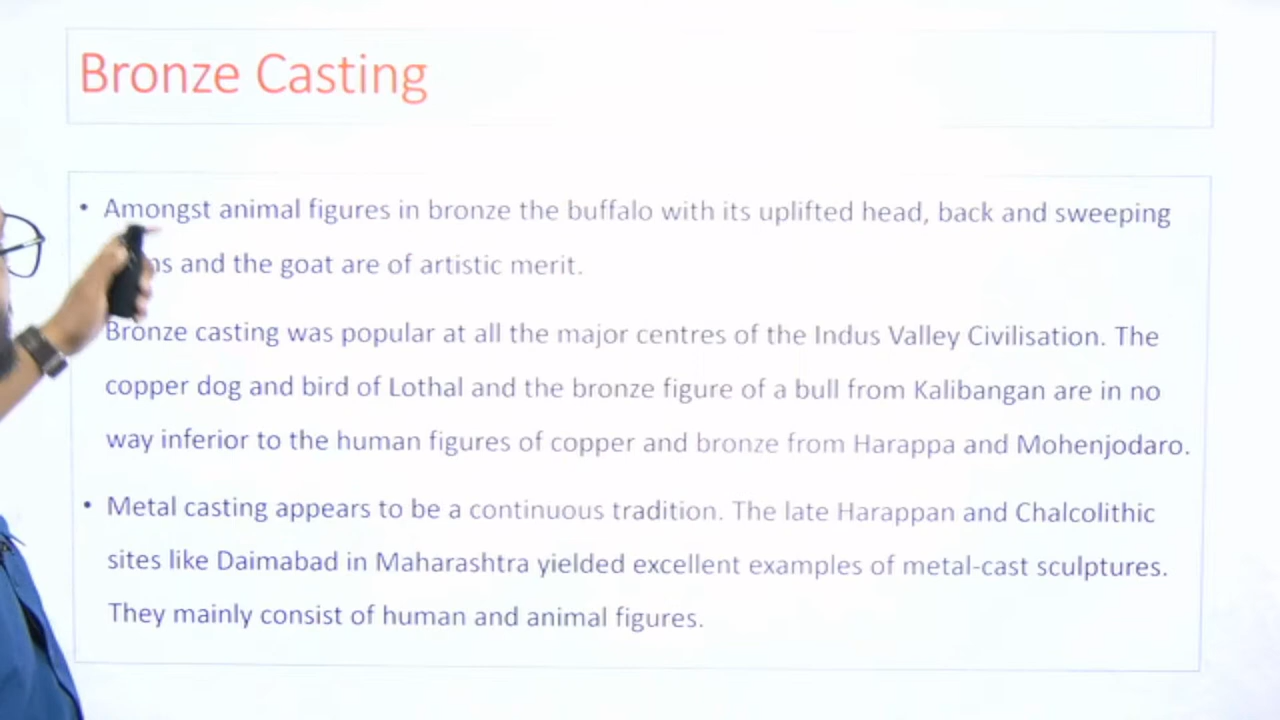 Bronze Casting
• Amongst animal figures in bronze the buffalo with its uplifted head, back and sweeping
and the goat are of artistic merit.
Bronze casting was popular at all the major centres of the Indus Valley Civilisation. The
copper dog and bird of Lothal and the bronze figure of a bull from Kalibangan are in no
way inferior to the human figures of copper and bronze from Harappa and Mohenjodaro.
• Metal casting appears to be a continuous tradition. The late Harappan and Chalcolithic
sites like Daimabad in Maharashtra yielded excellent examples of metal-cast sculptures.
They mainly consist of human and animal figures.